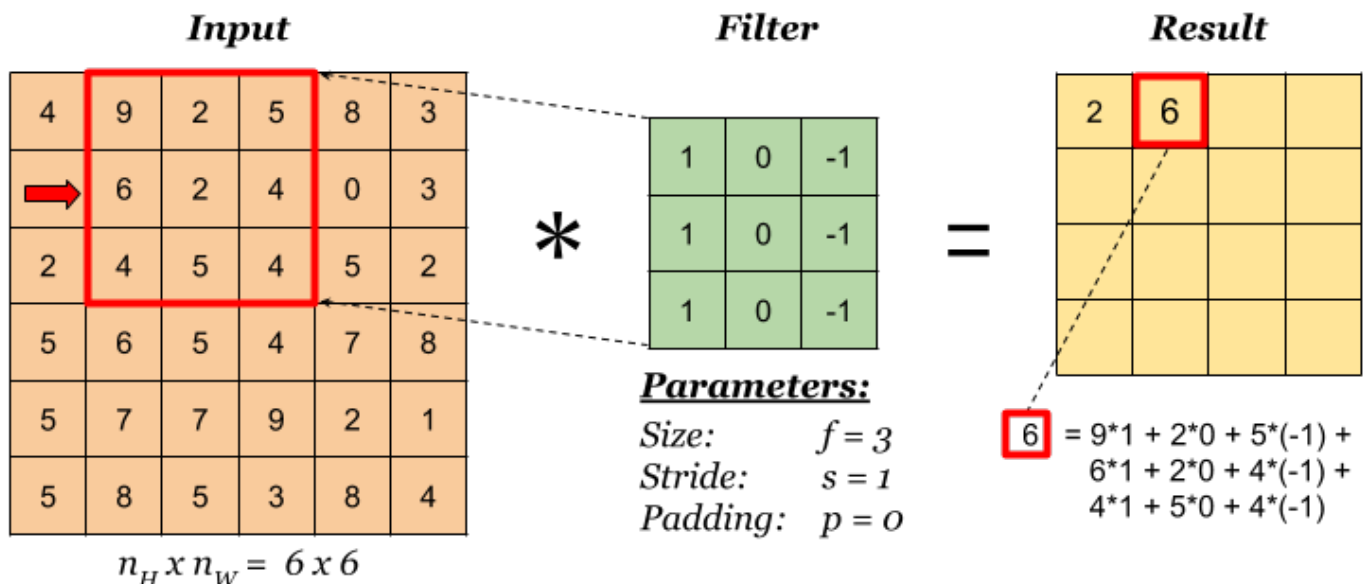 Input
Filter
Result
4 9 2 5 8 3
6 2 4 0 3
2 4 5 4 5 2
5 6 5 4 7 8
5 7 7 9 2 1
5 8 5 3 8 4
n_H x n_W = 6 x 6
*
1 0 -1
1 0 -1
1 0 -1
Parameters:
Size: f = 3
Stride: s = 1
Padding: p = 0
=
2 6
6 = 9*1 + 2*0 + 5*(-1) +
6*1 + 2*0 + 4*(-1) +
4*1 + 5*0 + 4*(-1)